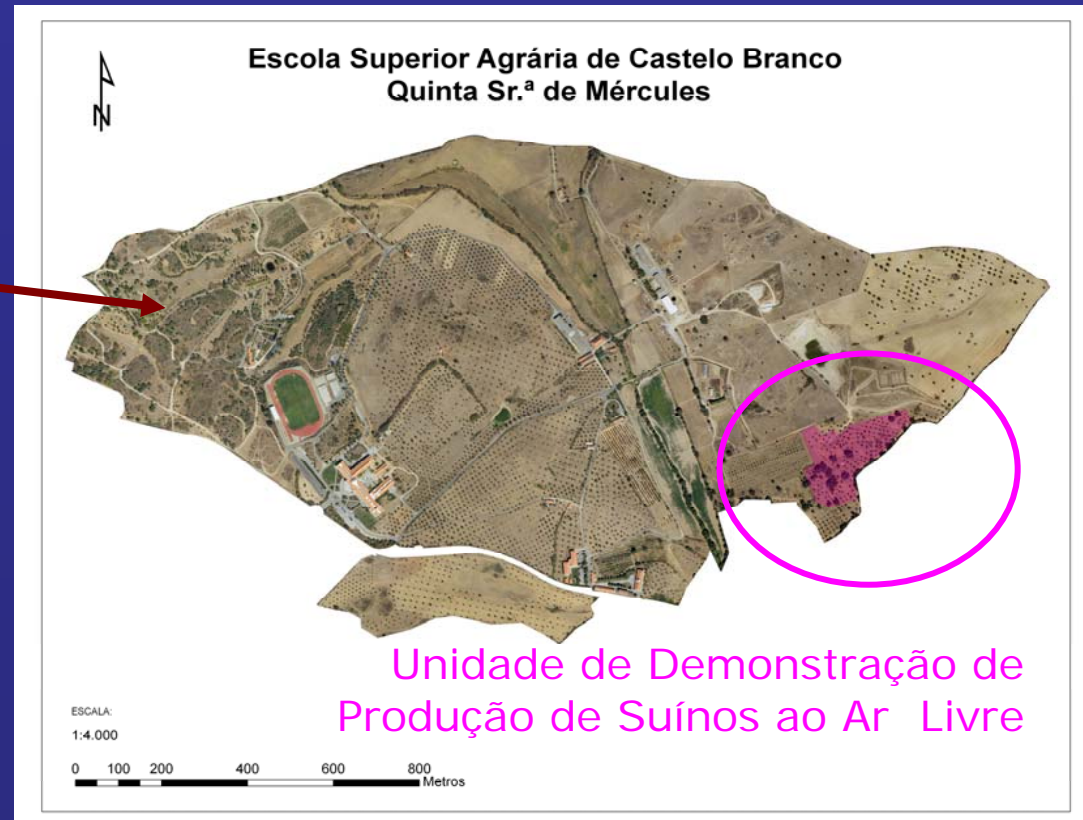 Escola Superior Agrária de Castelo Branco
Quinta Sr.ª de Mércules
N
Unidade de Demonstração de
Produção de Suínos ao Ar Livre
ESCALA:
1:4.000
0 100 200 400 600 800
Metros